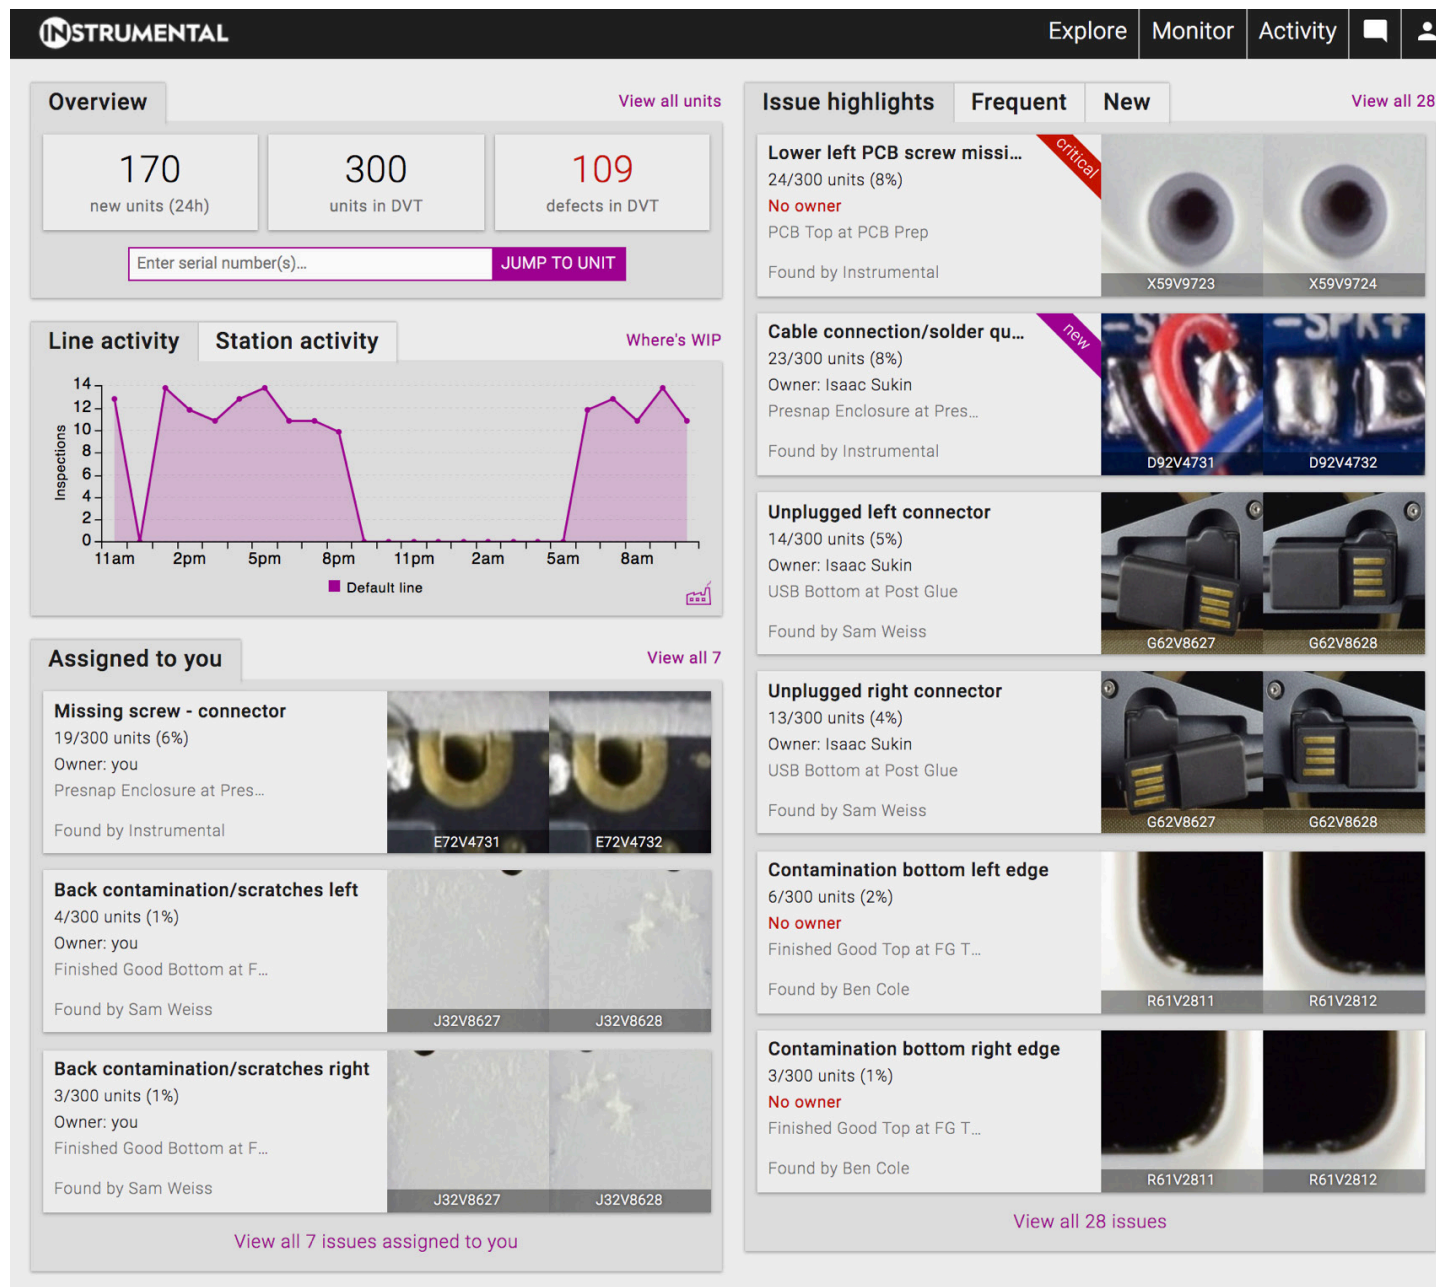 INSTRUMENTAL
Explore
Monitor
Activity
Overview
View all units
170
new units (24h)
300
units in DVT
109
defects in DVT
Enter serial number(s)...
JUMP TO UNIT
Line activity
Station activity
Where's WIP
14
12
10
8
6
4
2
0
Inspections
11am 2pm 5pm 8pm 11pm 2am 5am 8am
Default line
Assigned to you
View all 7
Missing screw - connector
19/300 units (6%)
Owner: you
Presnap Enclosure at Pres...
Found by Instrumental
E72V4731
E72V4732
Back contamination/scratches left
4/300 units (1%)
Owner: you
Finished Good Bottom at F...
Found by Sam Weiss
J32V8627
J32V8628
Back contamination/scratches right
3/300 units (1%)
Owner: you
Finished Good Bottom at F...
Found by Sam Weiss
J32V8627
J32V8628
View all 7 issues assigned to you
Issue highlights
Frequent
New
View all 28
Lower left PCB screw missi...
24/300 units (8%)
No owner
PCB Top at PCB Prep
Found by Instrumental
critical
X59V9723
X59V9724
Cable connection/solder qu...
23/300 units (8%)
Owner: Isaac Sukin
Presnap Enclosure at Pres...
Found by Instrumental
new
-S
-SPK+
D92V4731
D92V4732
Unplugged left connector
14/300 units (5%)
Owner: Isaac Sukin
USB Bottom at Post Glue
Found by Sam Weiss
G62V8627
G62V8628
Unplugged right connector
13/300 units (4%)
Owner: Isaac Sukin
USB Bottom at Post Glue
Found by Sam Weiss
G62V8627
G62V8628
Contamination bottom left edge
6/300 units (2%)
No owner
Finished Good Top at FG T...
Found by Ben Cole
R61V2811
R61V2812
Contamination bottom right edge
3/300 units (1%)
No owner
Finished Good Top at FG T...
Found by Ben Cole
R61V2811
R61V2812
View all 28 issues